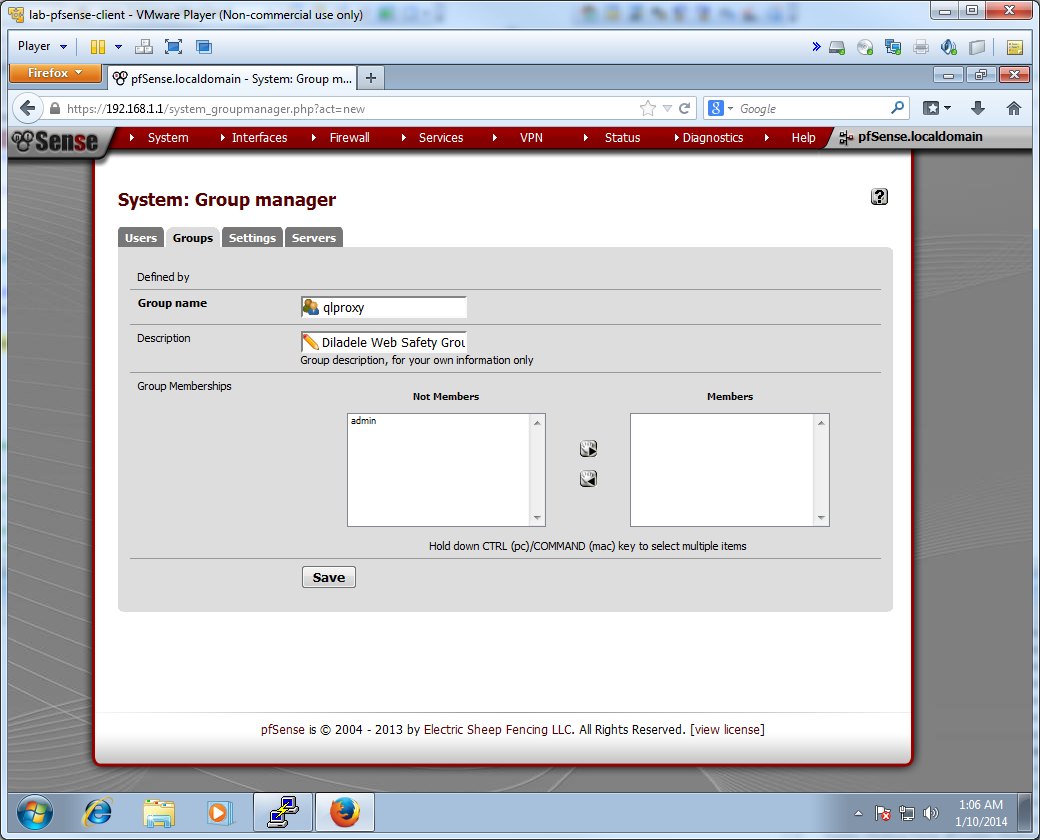 lab-pfsense-client - VMware Player (Non-commercial use only)
Player
Firefox
pfSense.localdomain - System: Group m...
https://192.168.1.1/system_groupmanager.php?act=new
Google
Sense
System
Interfaces
Firewall
Services
VPN
Status
Diagnostics
Help
pfSense.localdomain
System: Group manager
Users
Groups
Settings
Servers
Defined by
Group name
qlproxy
Description
Diladele Web Safety Grou
Group description, for your own information only
Group Memberships
Not Members
Members
admin
Hold down CTRL (pc)/COMMAND (mac) key to select multiple items
Save
pfSense is © 2004 - 2013 by Electric Sheep Fencing LLC. All Rights Reserved. [view license]
1:06 AM
1/10/2014